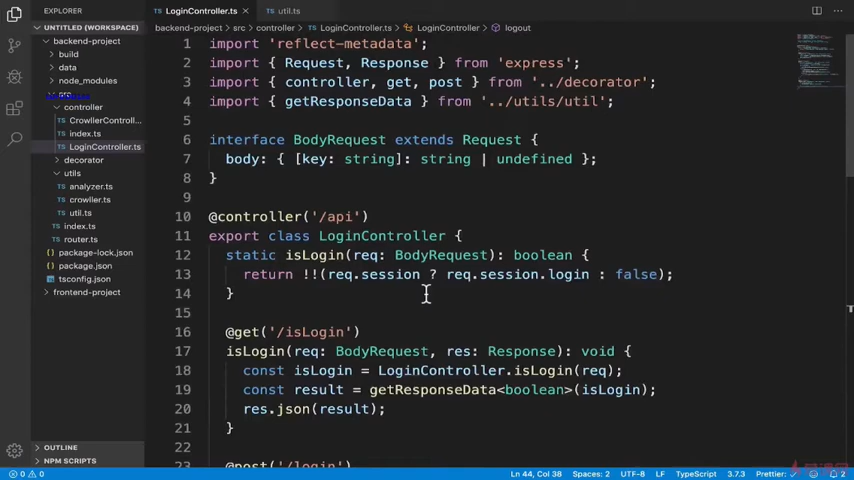 EXPLORER
LoginController.ts
util.ts
UNTITLED (WORKSPACE)
backend-project > src > controller > LoginController.ts > LoginController > logout
backend-project
build
data
node_modules
src
controller
CrowllerControll...
index.ts
LoginController.ts
decorator
utils
analyzer.ts
crowller.ts
util.ts
index.ts
router.ts
package-lock.json
package.json
tsconfig.json
frontend-project
OUTLINE
NPM SCRIPTS
1 import 'reflect-metadata';
2 import { Request, Response } from 'express';
3 import { controller, get, post } from '../decorator';
4 import { getResponseData } from '../utils/util';
5
6 interface BodyRequest extends Request {
7 body: { [key: string]: string | undefined };
8 }
9
10 @controller('/api')
11 export class LoginController {
12 static isLogin(req: BodyRequest): boolean {
13 return !!(req.session ? req.session.login : false);
14 }
15
16 @get('/isLogin')
17 isLogin(req: BodyRequest, res: Response): void {
18 const isLogin = LoginController.isLogin(req);
19 const result = getResponseData<boolean>(isLogin);
20 res.json(result);
21 }
22
23 @post('/login')
0 0
Ln 44, Col 38 Spaces: 2 UTF-8 LF TypeScript 3.7.3 Prettier: ✓ 2